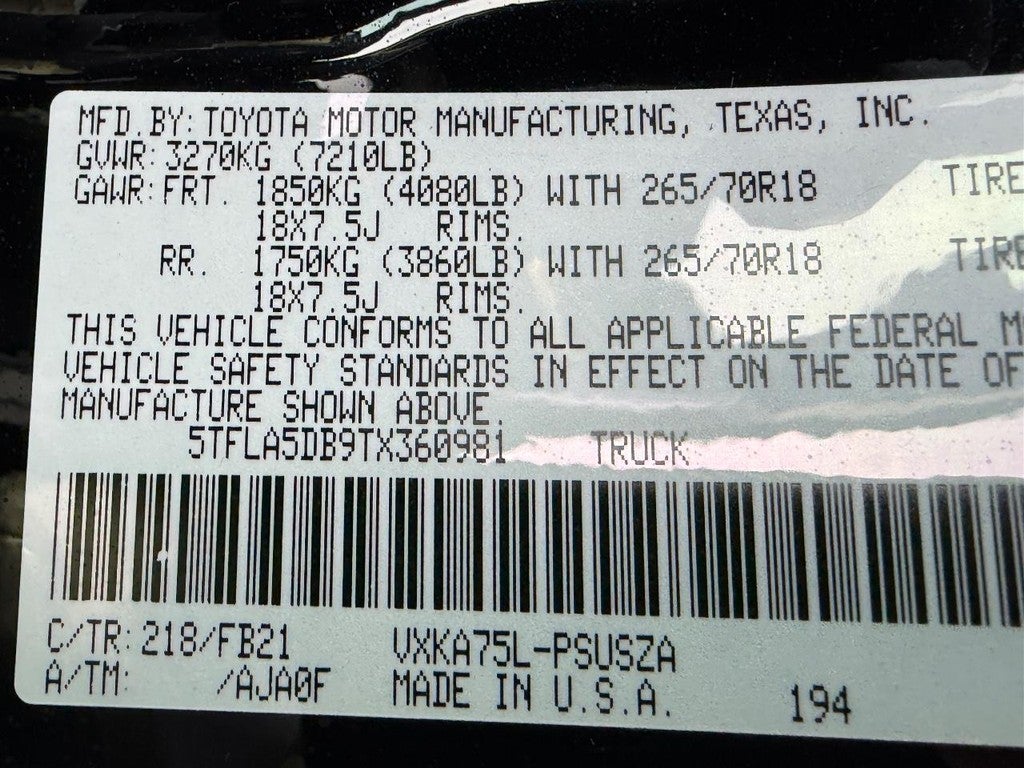 MFD.BY: TOYOTA MOTOR MANUFACTURING, TEXAS, INC.
GVWR: 3270KG (7210LB)
GAWR: FRT. 1850KG (4080LB) WITH 265/70R18 TIRE
18X7.5J RIMS.
RR. 1750KG (3860LB) WITH 265/70R18 TIRE
18X7.5J RIMS.
THIS VEHICLE CONFORMS TO ALL APPLICABLE FEDERAL M
VEHICLE SAFETY STANDARDS IN EFFECT ON THE DATE OF
MANUFACTURE SHOWN ABOVE.
5TFLA5DB9TX360981 TRUCK
C/TR: 218/FB21 VXKA75L-PSUSZA
A/TM: /AJA0F MADE IN U.S.A. 194